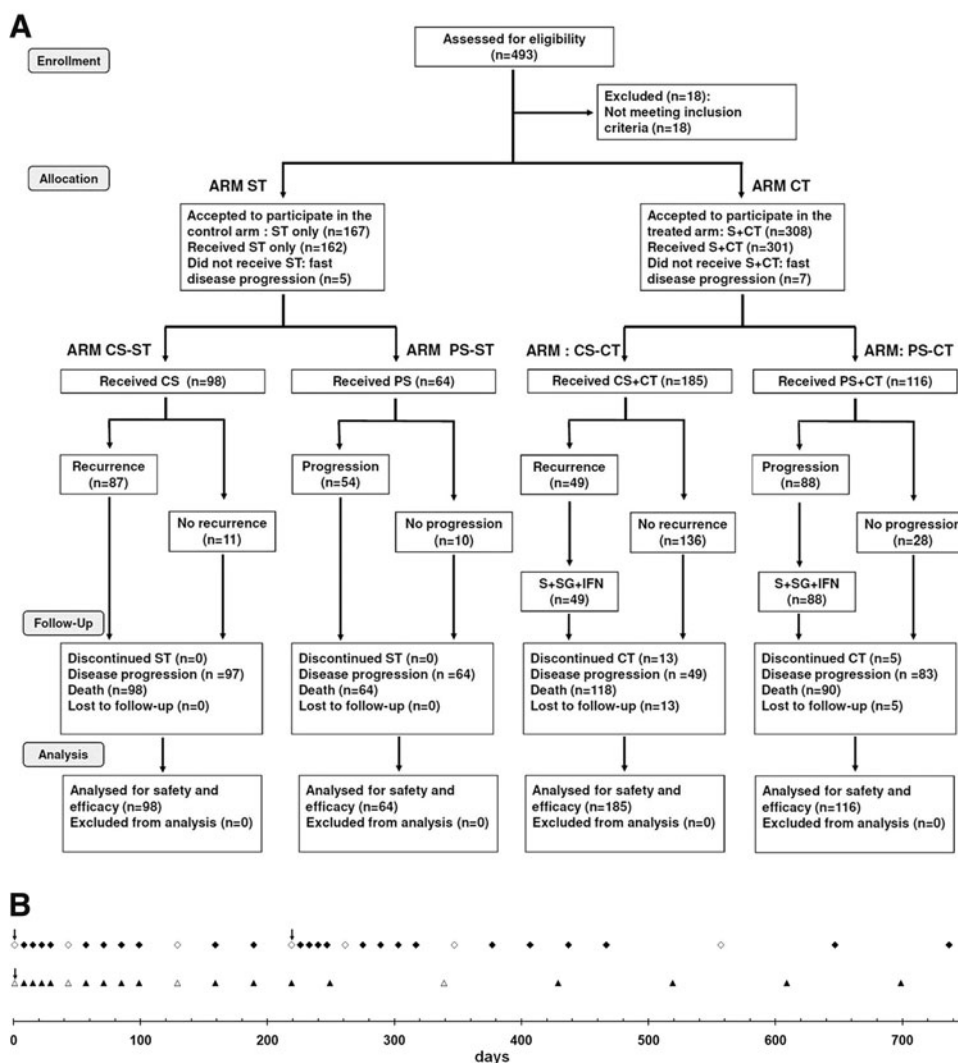 A
Enrollment
Assessed for eligibility
(n=493)
Excluded (n=18):
Not meeting inclusion
criteria (n=18)
Allocation
ARM ST
Accepted to participate in the
control arm : ST only (n=167)
Received ST only (n=162)
Did not receive ST: fast
disease progression (n=5)
ARM CT
Accepted to participate in the
treated arm: S+CT (n=308)
Received S+CT (n=301)
Did not receive S+CT: fast
disease progression (n=7)
ARM CS-ST
Received CS (n=98)
ARM PS-ST
Received PS (n=64)
ARM : CS-CT
Received CS+CT (n=185)
ARM: PS-CT
Received PS+CT (n=116)
Recurrence
(n=87)
No recurrence
(n=11)
Progression
(n=54)
No progression
(n=10)
Recurrence
(n=49)
No recurrence
(n=136)
Progression
(n=88)
No progression
(n=28)
S+SG+IFN
(n=49)
S+SG+IFN
(n=88)
Follow-Up
Discontinued ST (n=0)
Disease progression (n =97)
Death (n=98)
Lost to follow-up (n=0)
Discontinued ST (n=0)
Disease progression (n =64)
Death (n=64)
Lost to follow-up (n=0)
Discontinued CT (n=13)
Disease progression (n =49)
Death (n=118)
Lost to follow-up (n=13)
Discontinued CT (n=5)
Disease progression (n =83)
Death (n=90)
Lost to follow-up (n=5)
Analysis
Analysed for safety and
efficacy (n=98)
Excluded from analysis (n=0)
Analysed for safety and
efficacy (n=64)
Excluded from analysis (n=0)
Analysed for safety and
efficacy (n=185)
Excluded from analysis (n=0)
Analysed for safety and
efficacy (n=116)
Excluded from analysis (n=0)
B
0 100 200 300 400 500 600 700
days